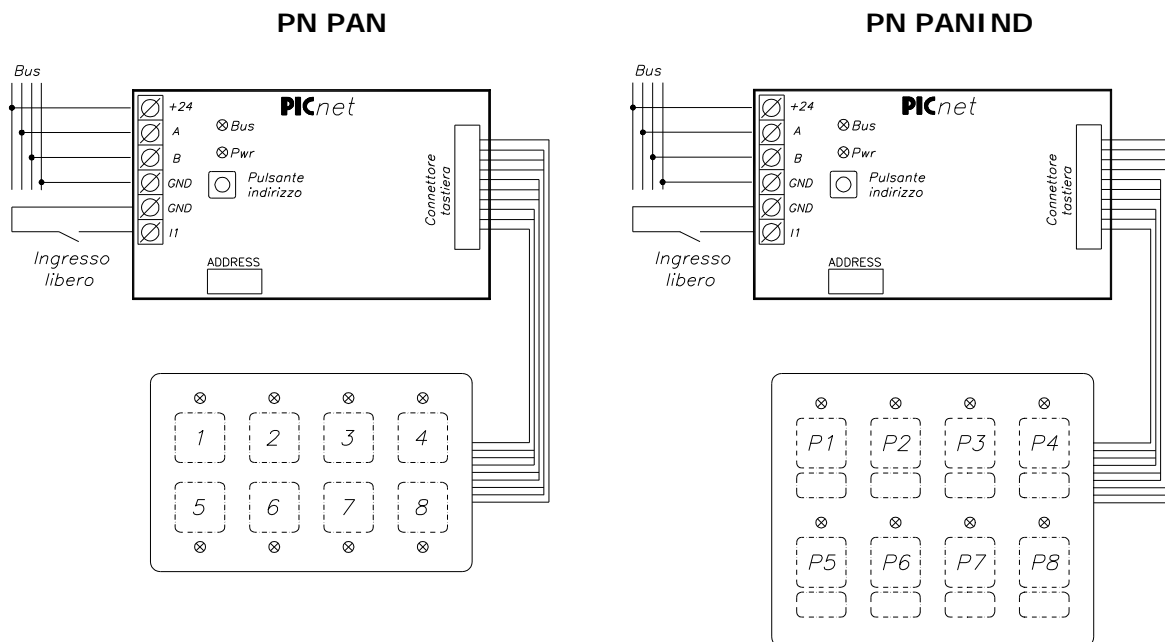 PN PAN
Bus
+24
A
B
GND
GND
I1
PICnet
Bus
Pwr
Pulsante
indirizzo
Connettore
tastiera
Ingresso
libero
ADDRESS
1 2 3 4
5 6 7 8
PN PANIND
Bus
+24
A
B
GND
GND
I1
PICnet
Bus
Pwr
Pulsante
indirizzo
Connettore
tastiera
Ingresso
libero
ADDRESS
P1 P2 P3 P4
P5 P6 P7 P8